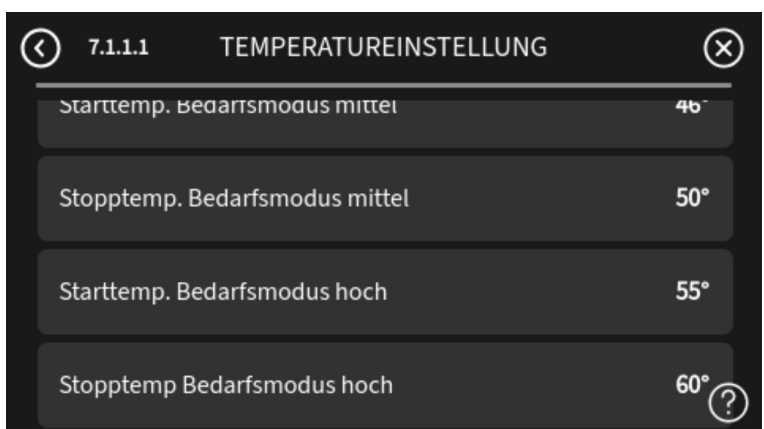 7.1.1.1 TEMPERATUREINSTELLUNG
Starttemp. Bedarfsmodus mittel 46°
Stopptemp. Bedarfsmodus mittel 50°
Starttemp. Bedarfsmodus hoch 55°
Stopptemp Bedarfsmodus hoch 60°
?